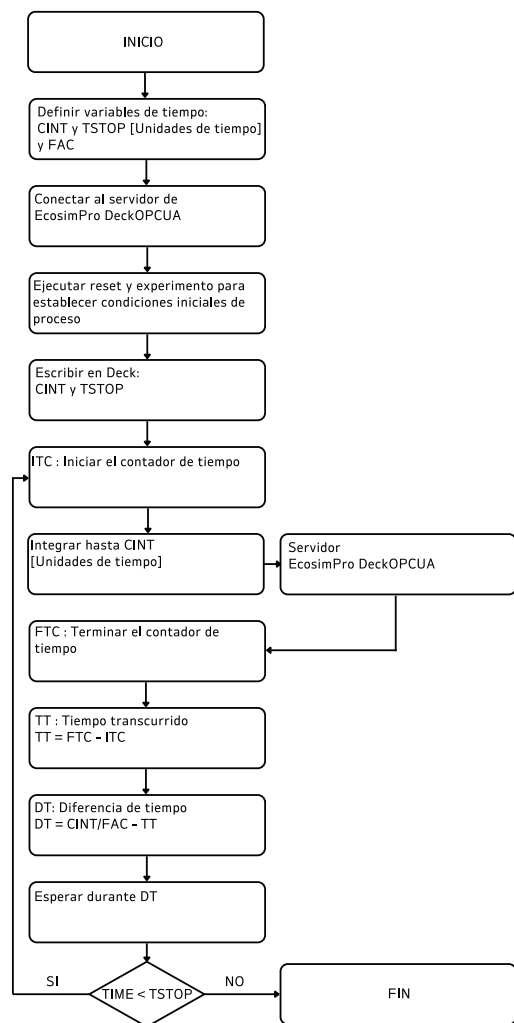 INICIO
Definir variables de tiempo:
CINT y TSTOP [Unidades de tiempo]
y FAC
Conectar al servidor de
EcosimPro DeckOPCUA
Ejecutar reset y experimento para
establecer condiciones iniciales de
proceso
Escribir en Deck:
CINT y TSTOP
ITC : Iniciar el contador de tiempo
Integrar hasta CINT
[Unidades de tiempo]
Servidor
EcosimPro DeckOPCUA
FTC : Terminar el contador de
tiempo
TT : Tiempo transcurrido
TT = FTC - ITC
DT: Diferencia de tiempo
DT = CINT/FAC - TT
Esperar durante DT
SI
TIME < TSTOP
NO
FIN